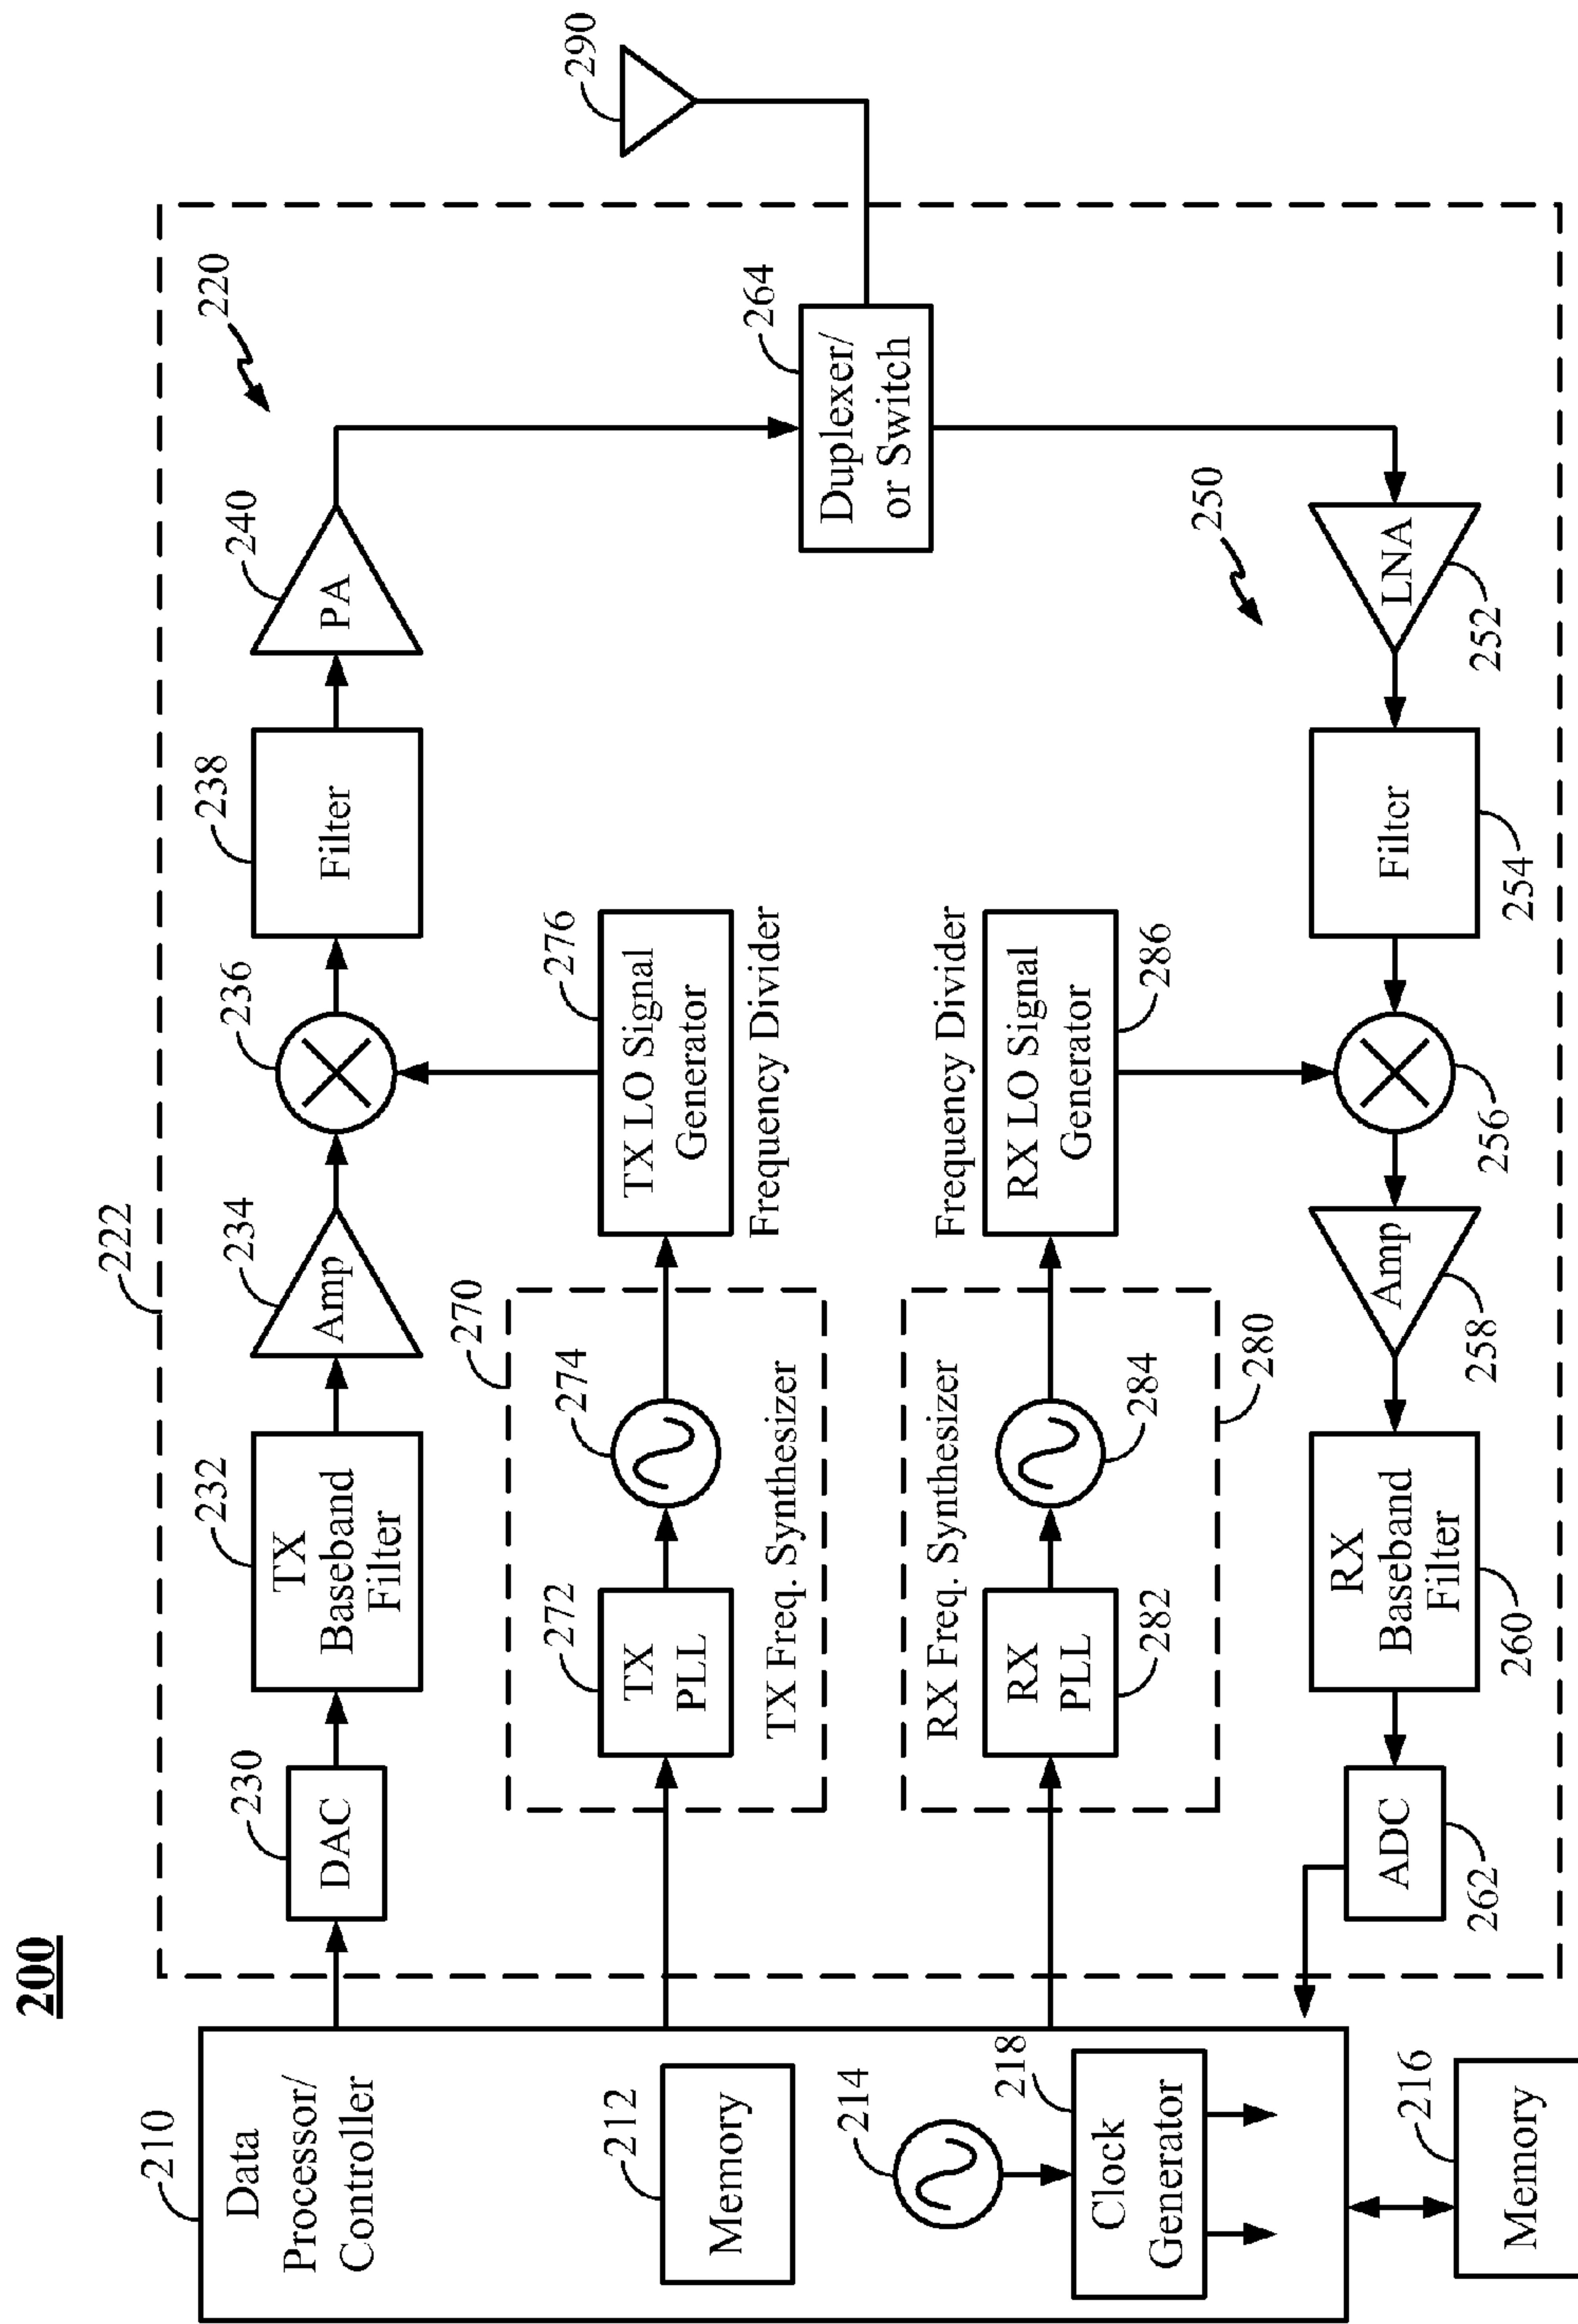 200
222
220
210
Data
Processor/
Controller
230
DAC
232
TX
Baseband
Filter
234
Amp
236
238
Filter
240
PA
290
270
272
TX
PLL
274
TX Freq. Synthesizer
276
TX LO Signal
Generator
Frequency Divider
264
Duplexer/
or Switch
212
Memory
214
218
Clock
Generator
216
Memory
RX Freq. Synthesizer
RX
PLL
282
284
280
Frequency Divider
RX LO Signal
Generator
286
250
ADC
262
RX
Baseband
Filter
260
Amp
258
256
Filter
254
LNA
252